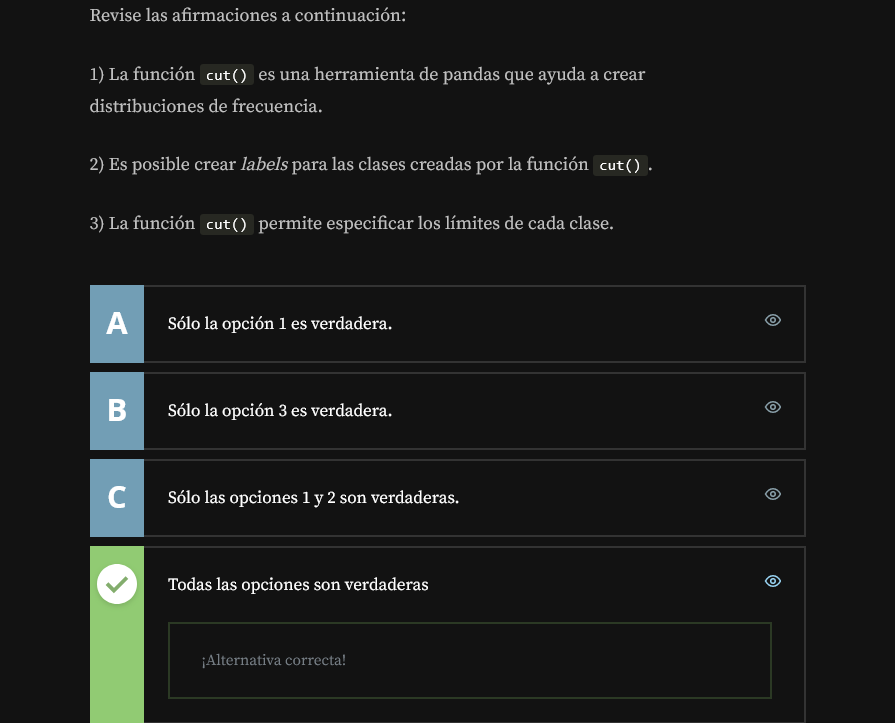 Revise las afirmaciones a continuación:
1) La función cut() es una herramienta de pandas que ayuda a crear
distribuciones de frecuencia.
2) Es posible crear labels para las clases creadas por la función cut().
3) La función cut() permite especificar los límites de cada clase.
A Sólo la opción 1 es verdadera.
B Sólo la opción 3 es verdadera.
C Sólo las opciones 1 y 2 son verdaderas.
Todas las opciones son verdaderas
¡Alternativa correcta!